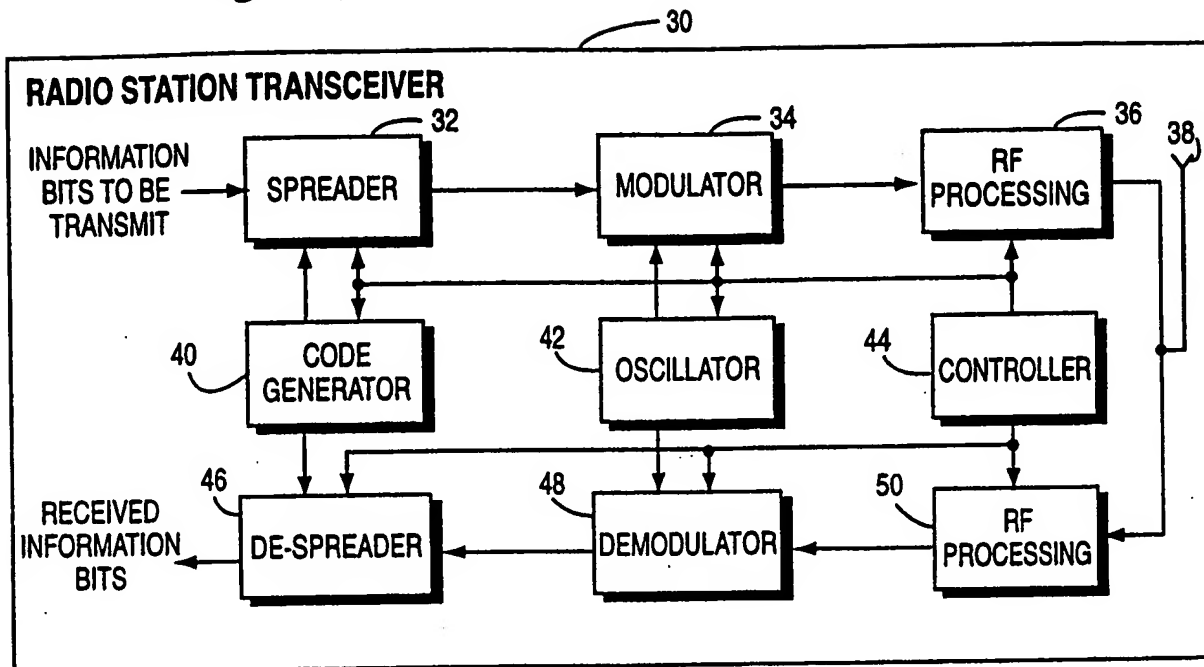 30
RADIO STATION TRANSCEIVER
32
34
36
38
INFORMATION
BITS TO BE
TRANSMIT
SPREADER
MODULATOR
RF
PROCESSING
40
CODE
GENERATOR
42
OSCILLATOR
44
CONTROLLER
46
48
50
RECEIVED
INFORMATION
BITS
DE-SPREADER
DEMODULATOR
RF
PROCESSING